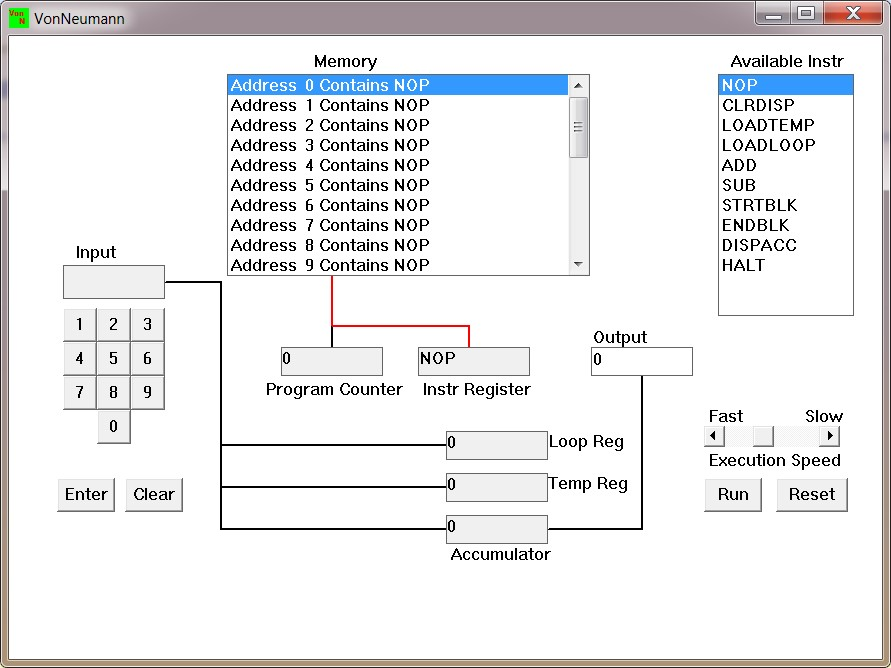 Von
N
VonNeumann
Memory
Available Instr
Address 0 Contains NOP
Address 1 Contains NOP
Address 2 Contains NOP
Address 3 Contains NOP
Address 4 Contains NOP
Address 5 Contains NOP
Address 6 Contains NOP
Address 7 Contains NOP
Address 8 Contains NOP
Address 9 Contains NOP
NOP
CLRDISP
LOADTEMP
LOADLOOP
ADD
SUB
STRTBLK
ENDBLK
DISPACC
HALT
Input
1 2 3
4 5 6
7 8 9
0
Enter Clear
0
Program Counter
NOP
Instr Register
Output
0
0 Loop Reg
0 Temp Reg
0
Accumulator
Fast Slow
Execution Speed
Run Reset